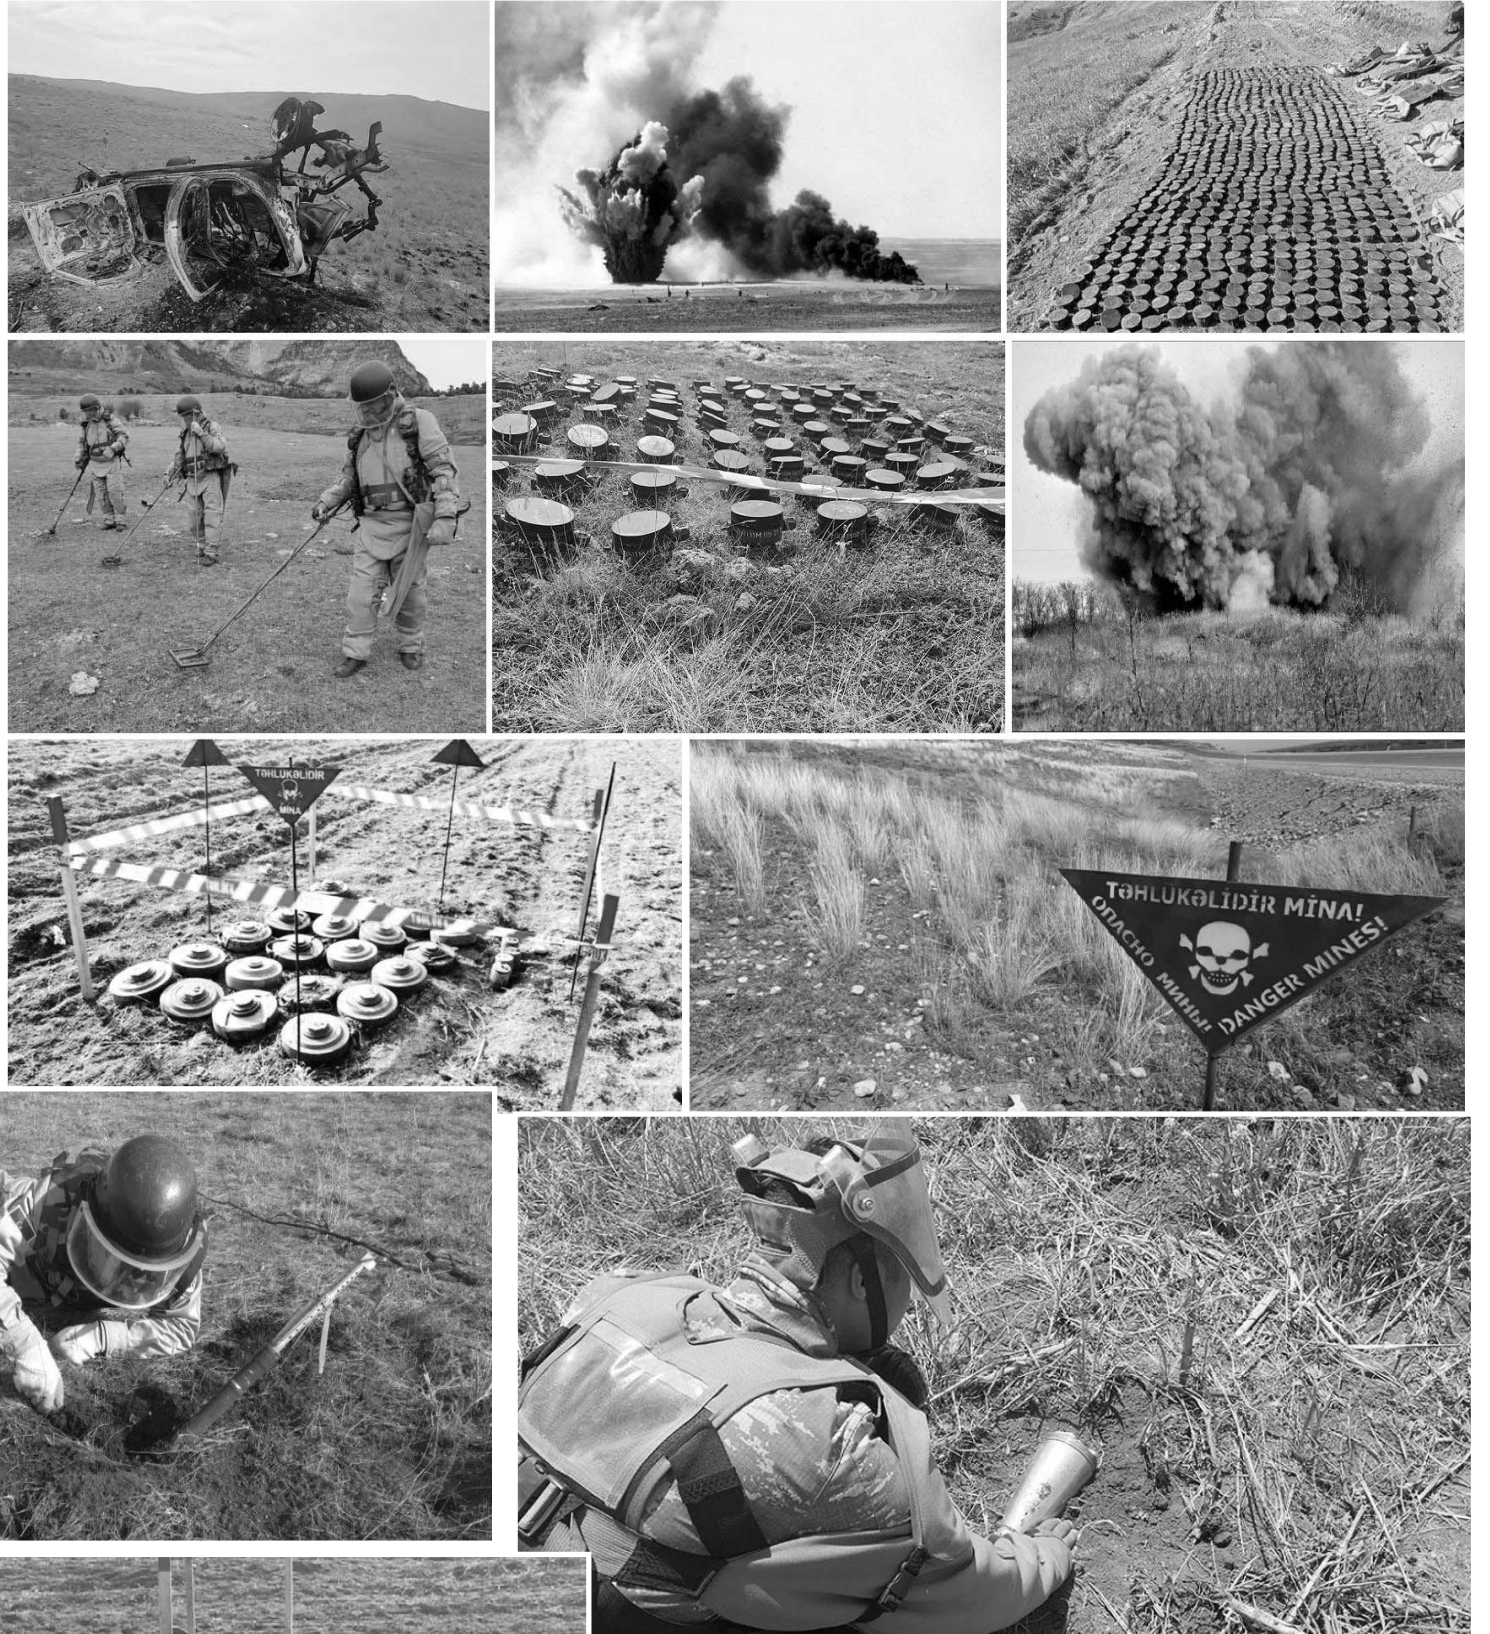 TƏHLÜKƏLİDİR
MİNA
TƏHLÜKƏLİDİR MİNA!
ОПАСНО МИНЫ!
DANGER MINES!